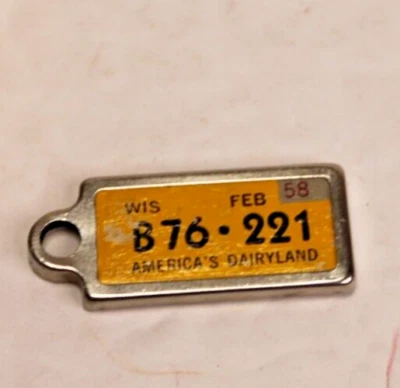 WIS FEB 58
B76·221
AMERICA'S DAIRYLAND